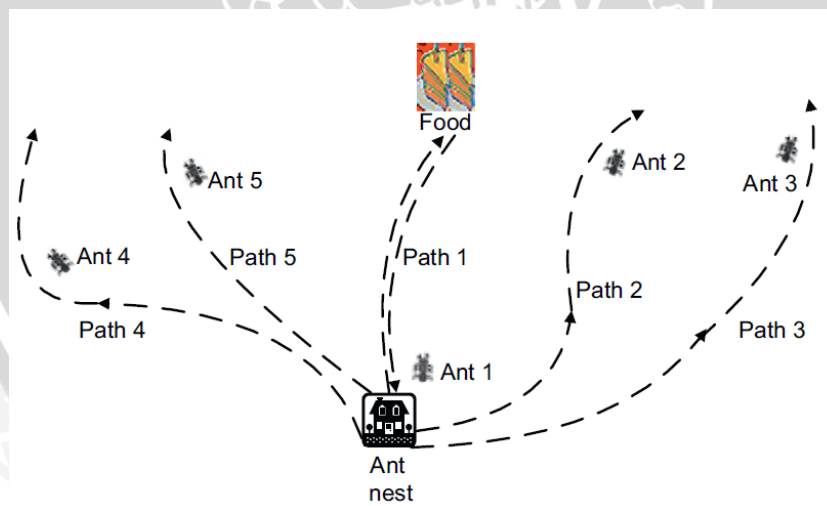 Food
Ant 5
Ant 2
Ant 3
Ant 4
Path 5
Path 1
Path 2
Path 4
Path 3
Ant 1
Ant
nest